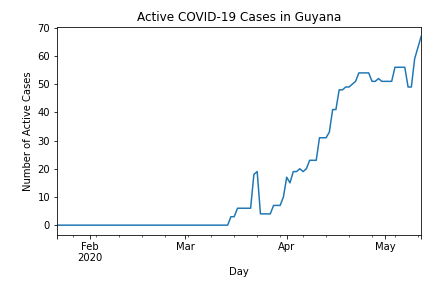 Active COVID-19 Cases in Guyana
70
60
50
40
30
20
10
0
Number of Active Cases
Feb
2020
Mar
Apr
May
Day